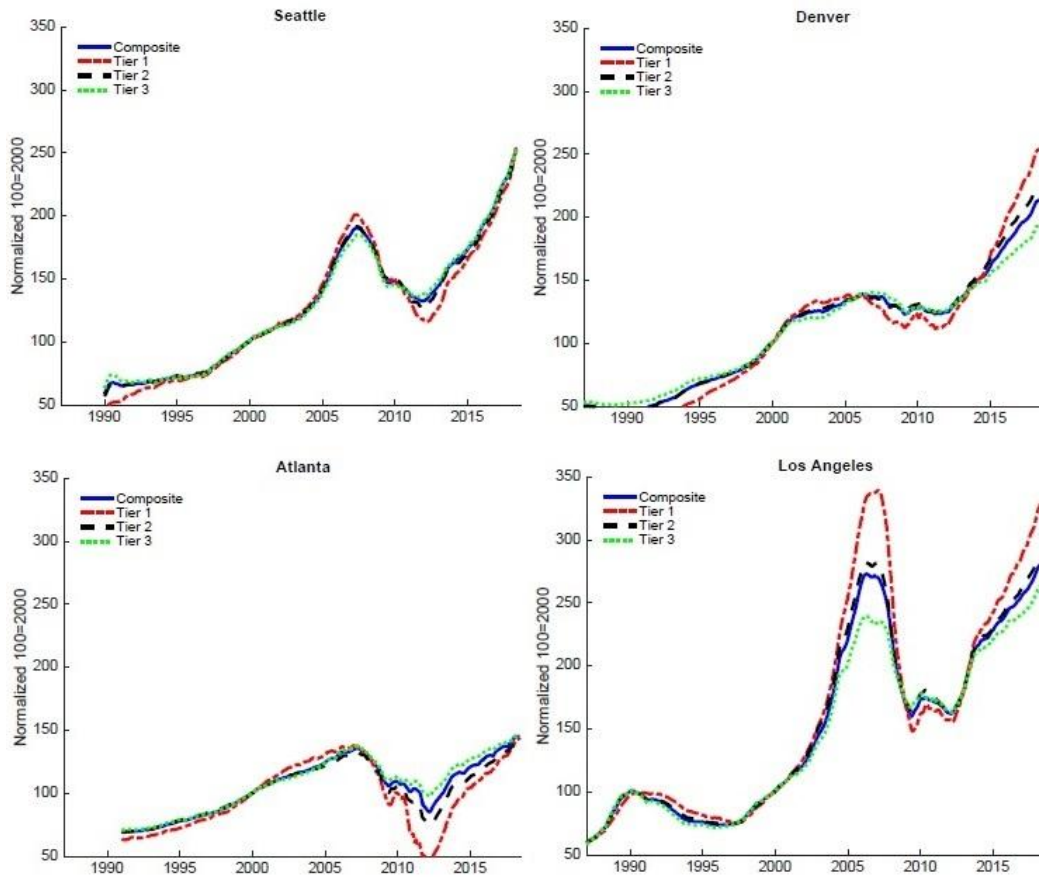 Seattle
350
300
250
200
150
100
50
Normalized 100=2000
Composite
Tier 1
Tier 2
Tier 3
1990 1995 2000 2005 2010 2015
Denver
350
300
250
200
150
100
50
Normalized 100=2000
Composite
Tier 1
Tier 2
Tier 3
1990 1995 2000 2005 2010 2015
Atlanta
350
300
250
200
150
100
50
Normalized 100=2000
Composite
Tier 1
Tier 2
Tier 3
1990 1995 2000 2005 2010 2015
Los Angeles
350
300
250
200
150
100
50
Normalized 100=2000
Composite
Tier 1
Tier 2
Tier 3
1990 1995 2000 2005 2010 2015